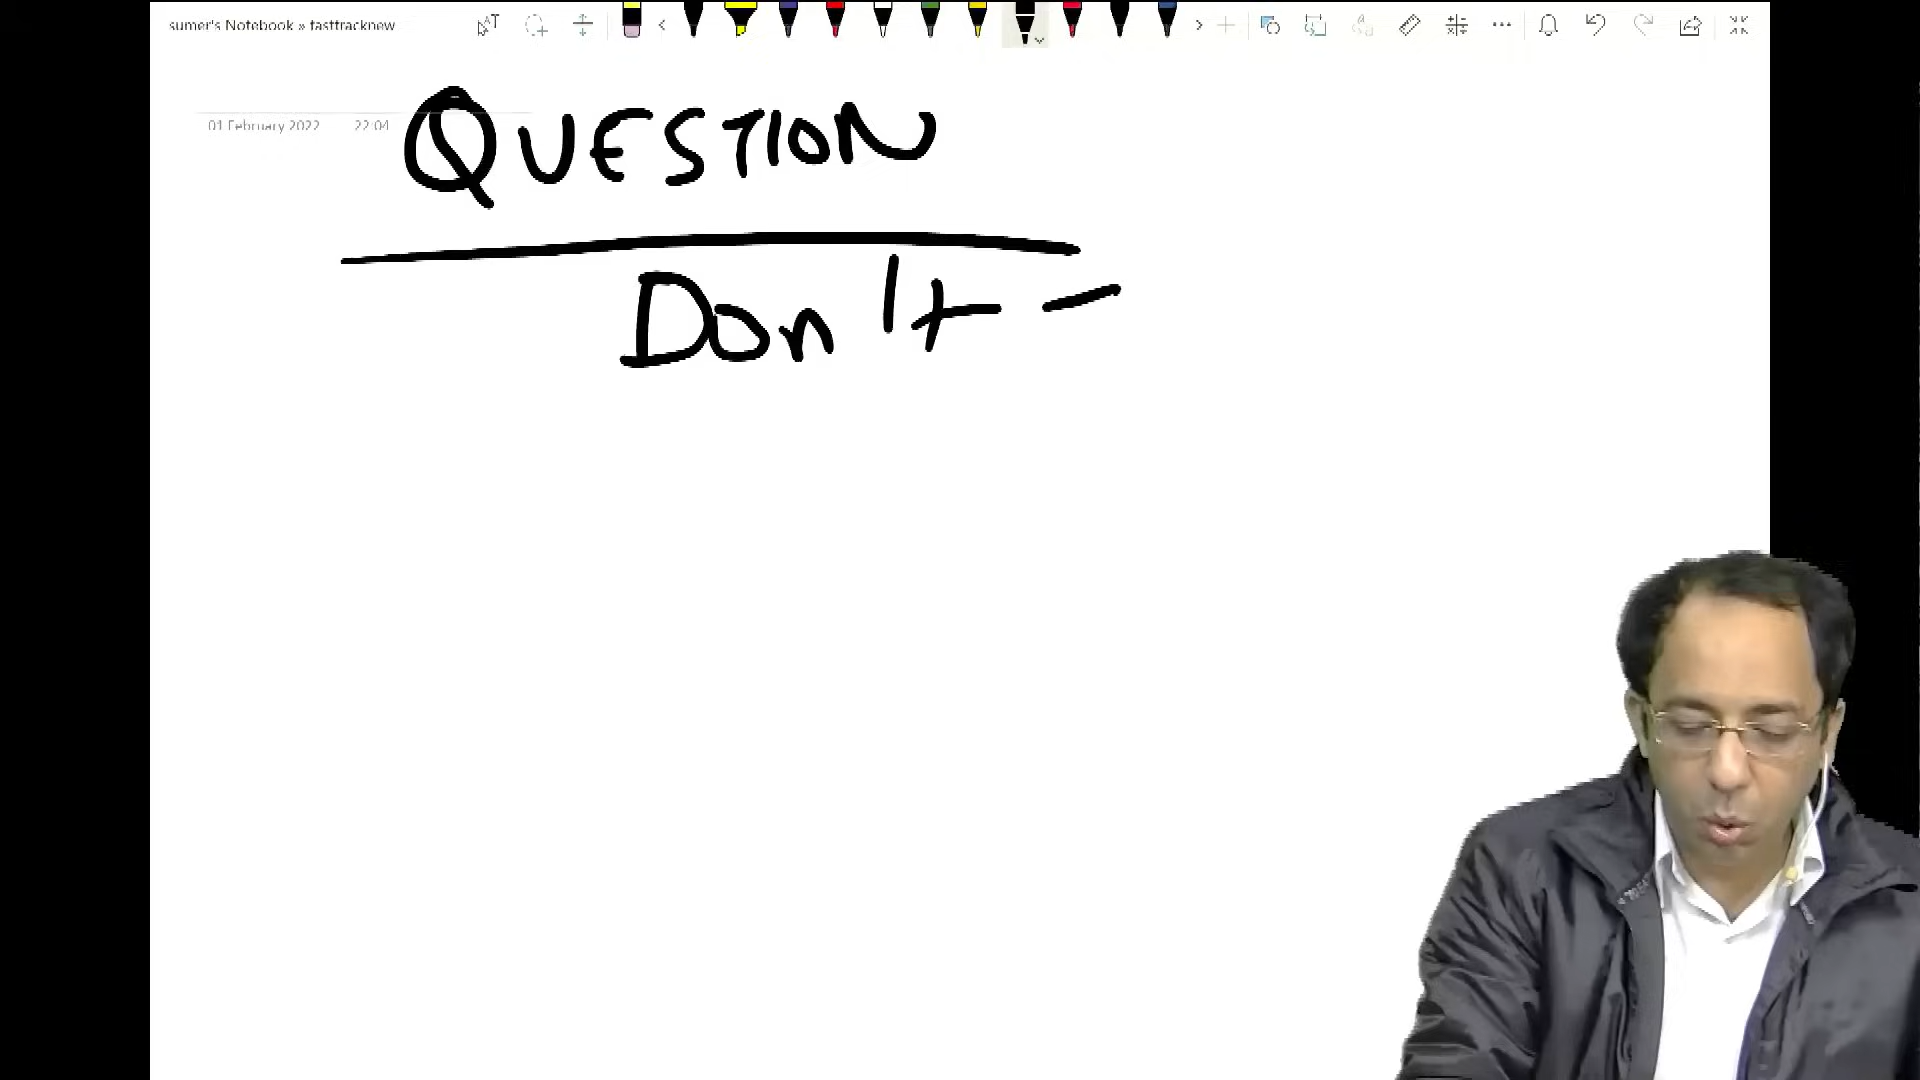 sumer's Notebook » fasttracknew
01 February 2022 22:04
QUESTION
Don't -